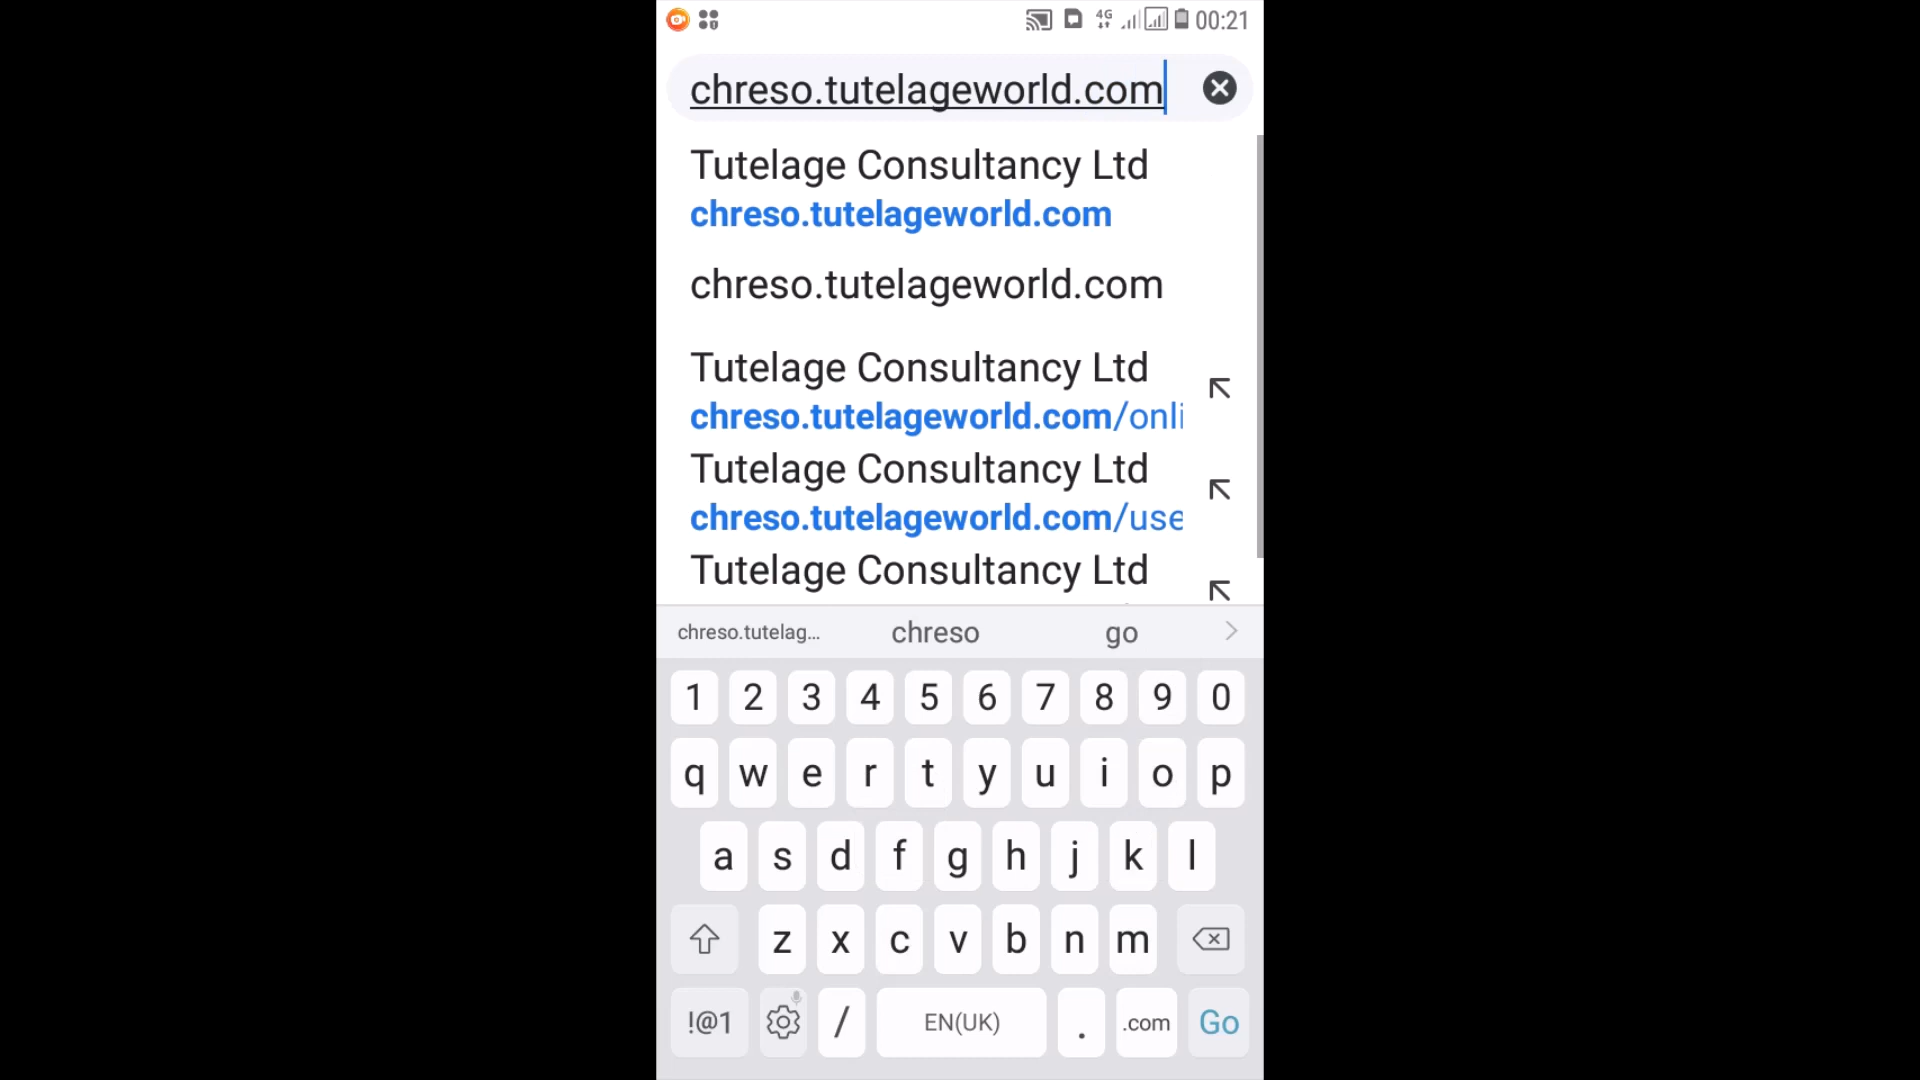 4G 00:21
chreso.tutelageworld.com
Tutelage Consultancy Ltd
chreso.tutelageworld.com
chreso.tutelageworld.com
Tutelage Consultancy Ltd
chreso.tutelageworld.com/onli
Tutelage Consultancy Ltd
chreso.tutelageworld.com/use
Tutelage Consultancy Ltd
chreso.tutelag... chreso go
1 2 3 4 5 6 7 8 9 0
q w e r t y u i o p
a s d f g h j k l
z x c v b n m
!@1 / EN(UK) . .com Go